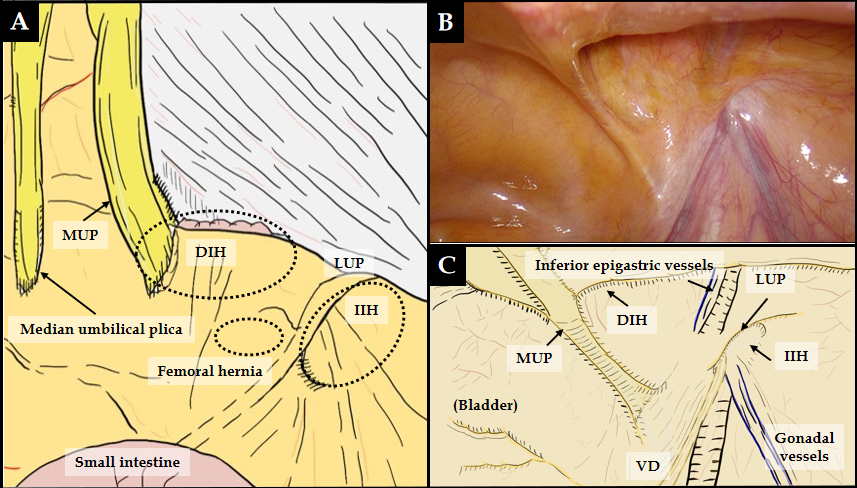 A
MUP
DIH
LUP
IIH
Median umbilical plica
Femoral hernia
Small intestine
B
C
Inferior epigastric vessels
LUP
DIH
MUP
IIH
(Bladder)
Gonadal
vessels
VD